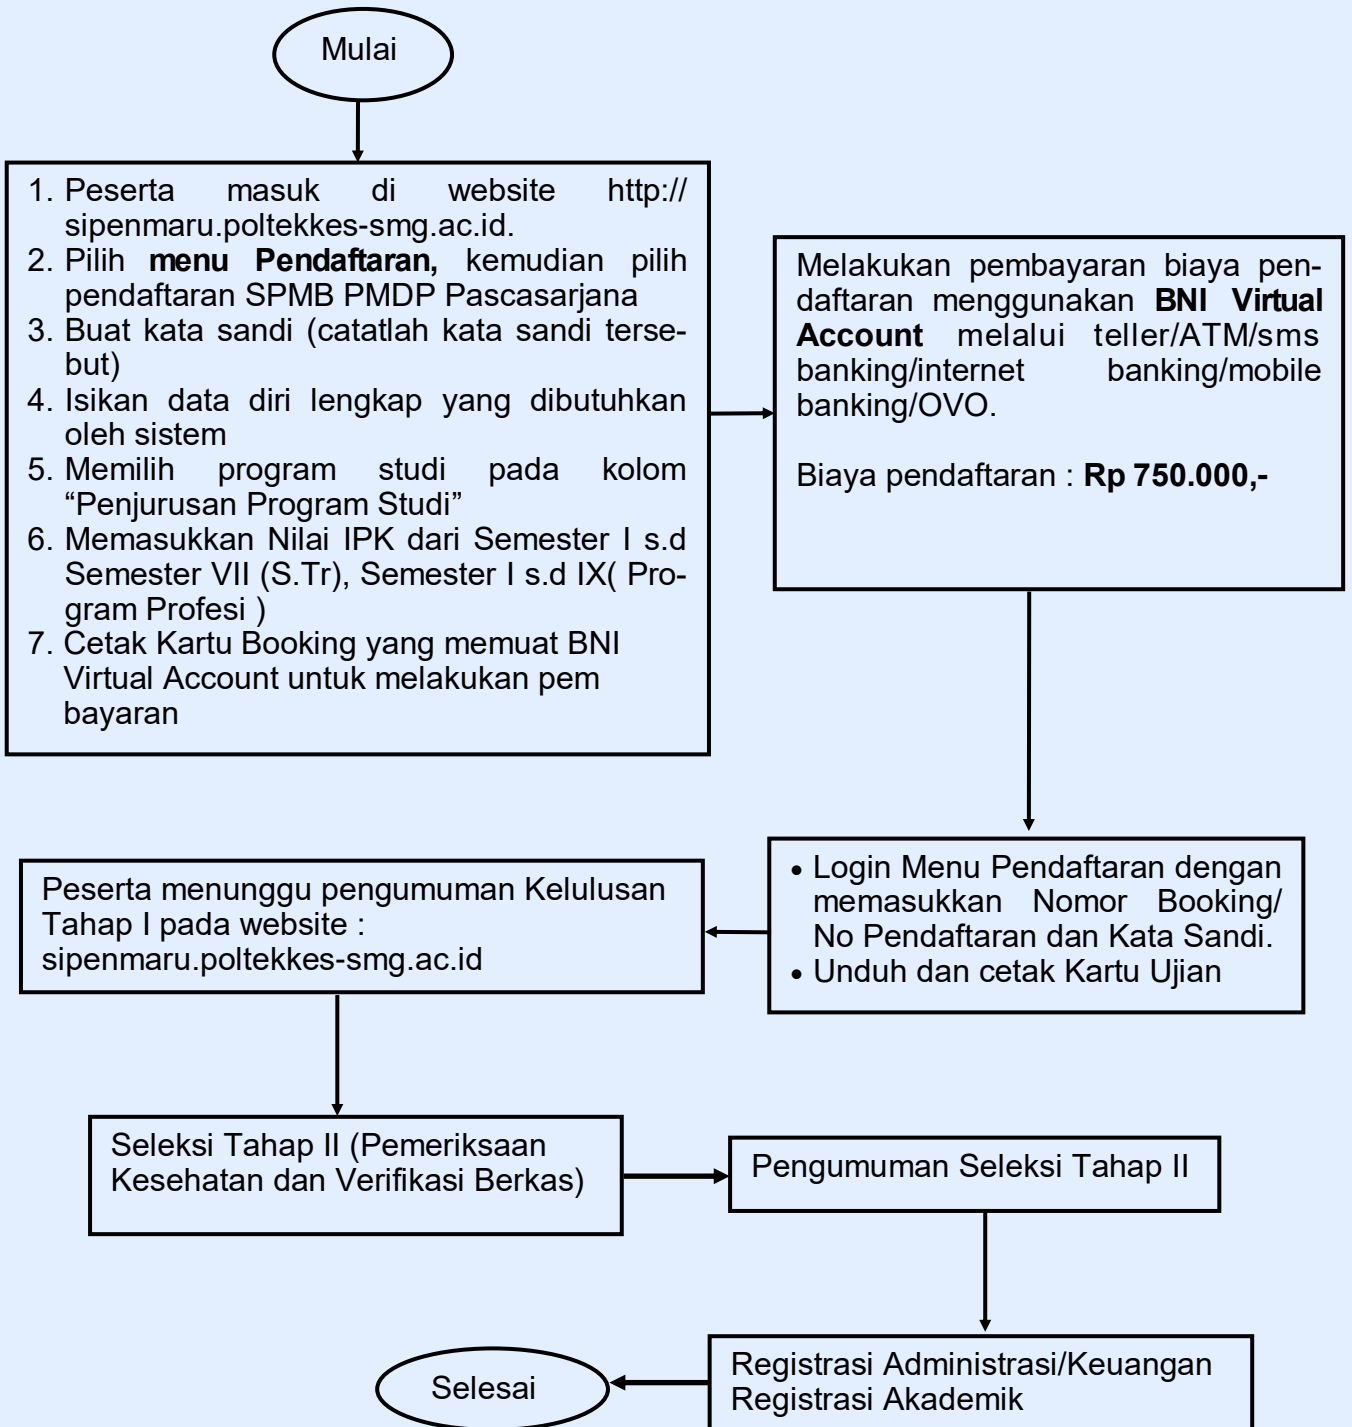 Mulai
1. Peserta masuk di website http://
sipenmaru.poltekkes-smg.ac.id.
2. Pilih menu Pendaftaran, kemudian pilih
pendaftaran SPMB PMDP Pascasarjana
3. Buat kata sandi (catatlah kata sandi terse-
but)
4. Isikan data diri lengkap yang dibutuhkan
oleh sistem
5. Memilih program studi pada kolom
“Penjurusan Program Studi”
6. Memasukkan Nilai IPK dari Semester I s.d
Semester VII (S.Tr), Semester I s.d IX( Pro-
gram Profesi )
7. Cetak Kartu Booking yang memuat BNI
Virtual Account untuk melakukan pem
bayaran
Melakukan pembayaran biaya pen-
daftaran menggunakan BNI Virtual
Account melalui teller/ATM/sms
banking/internet banking/mobile
banking/OVO.
Biaya pendaftaran : Rp 750.000,-
• Login Menu Pendaftaran dengan
memasukkan Nomor Booking/
No Pendaftaran dan Kata Sandi.
• Unduh dan cetak Kartu Ujian
Peserta menunggu pengumuman Kelulusan
Tahap I pada website :
sipenmaru.poltekkes-smg.ac.id
Seleksi Tahap II (Pemeriksaan
Kesehatan dan Verifikasi Berkas)
Pengumuman Seleksi Tahap II
Registrasi Administrasi/Keuangan
Registrasi Akademik
Selesai